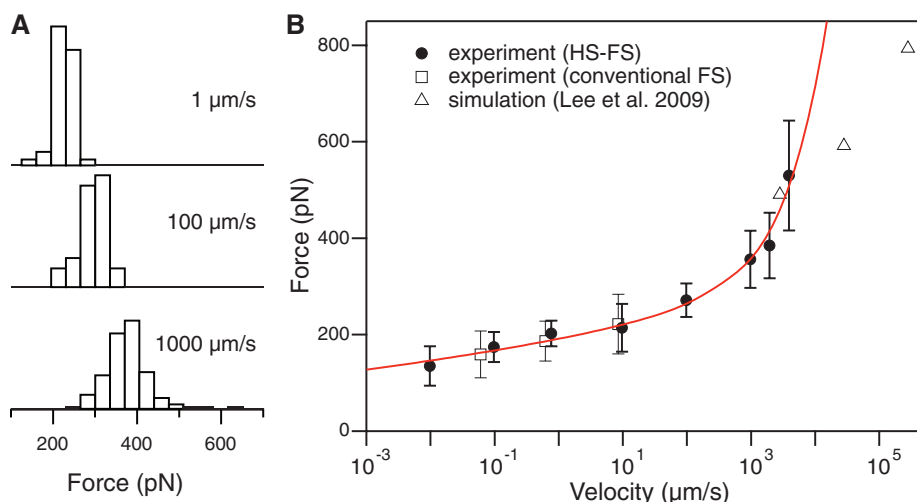 A
1 µm/s
100 µm/s
1000 µm/s
200 400 600
Force (pN)
B
experiment (HS-FS)
experiment (conventional FS)
simulation (Lee et al. 2009)
800
600
400
200
0
Force (pN)
10⁻³ 10⁻¹ 10¹ 10³ 10⁵
Velocity (µm/s)